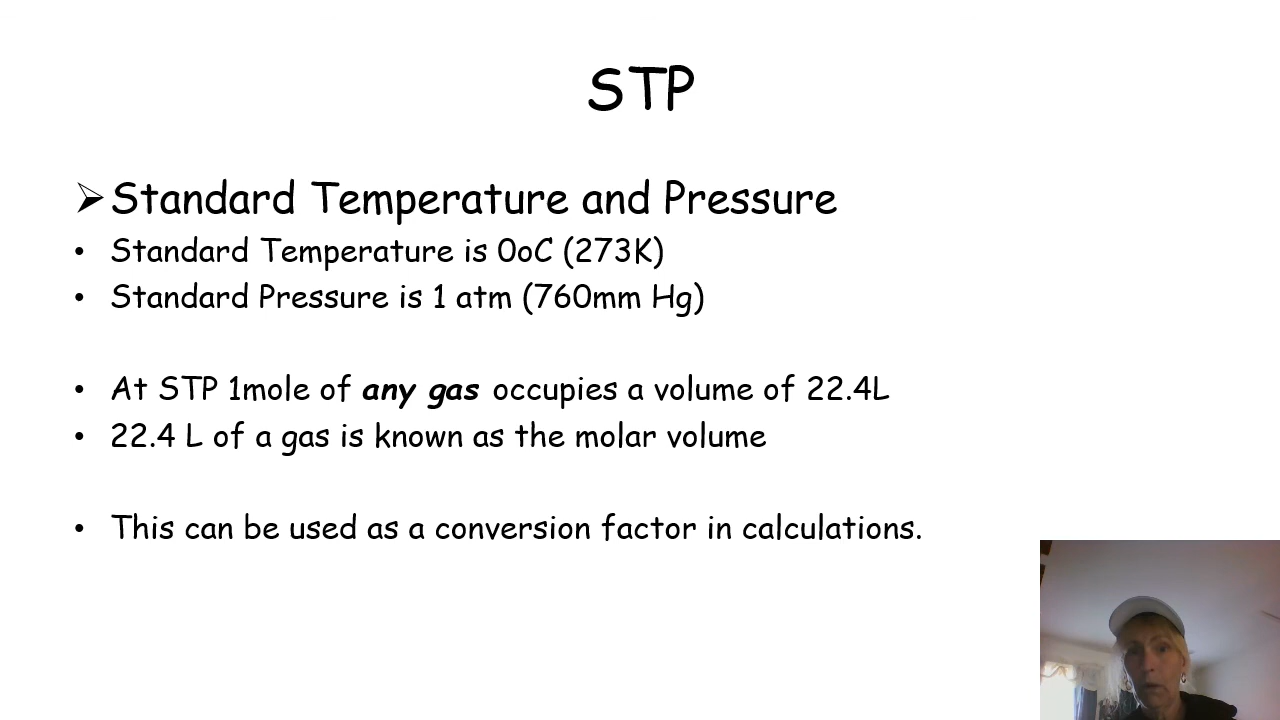 STP
➢Standard Temperature and Pressure
• Standard Temperature is 0oC (273K)
• Standard Pressure is 1 atm (760mm Hg)
• At STP 1mole of any gas occupies a volume of 22.4L
• 22.4 L of a gas is known as the molar volume
• This can be used as a conversion factor in calculations.